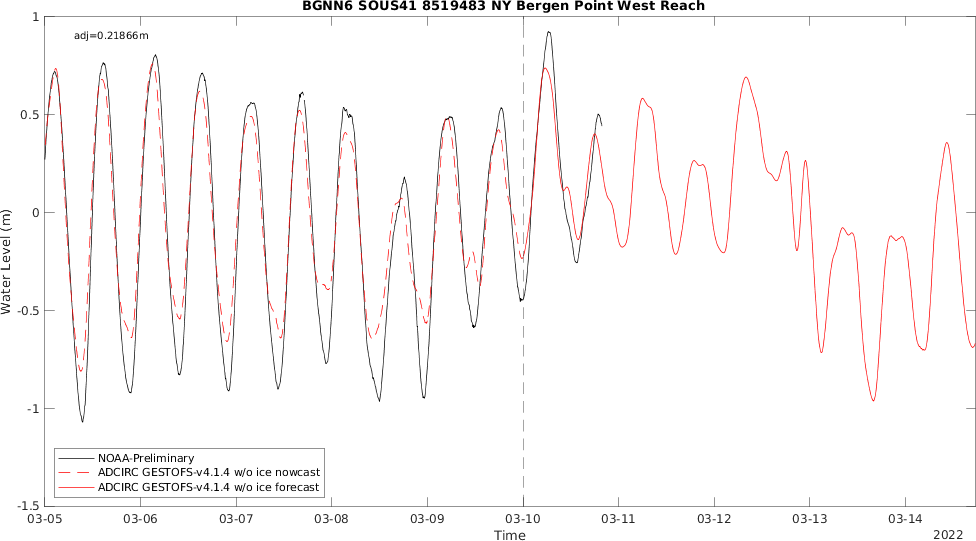 BGNN6 SOUS41 8519483 NY Bergen Point West Reach
adj=0.21866m
1
0.5
0
-0.5
-1
-1.5
Water Level (m)
NOAA-Preliminary
ADCIRC GESTOFS-v4.1.4 w/o ice nowcast
ADCIRC GESTOFS-v4.1.4 w/o ice forecast
03-05 03-06 03-07 03-08 03-09 03-10 03-11 03-12 03-13 03-14
Time
2022